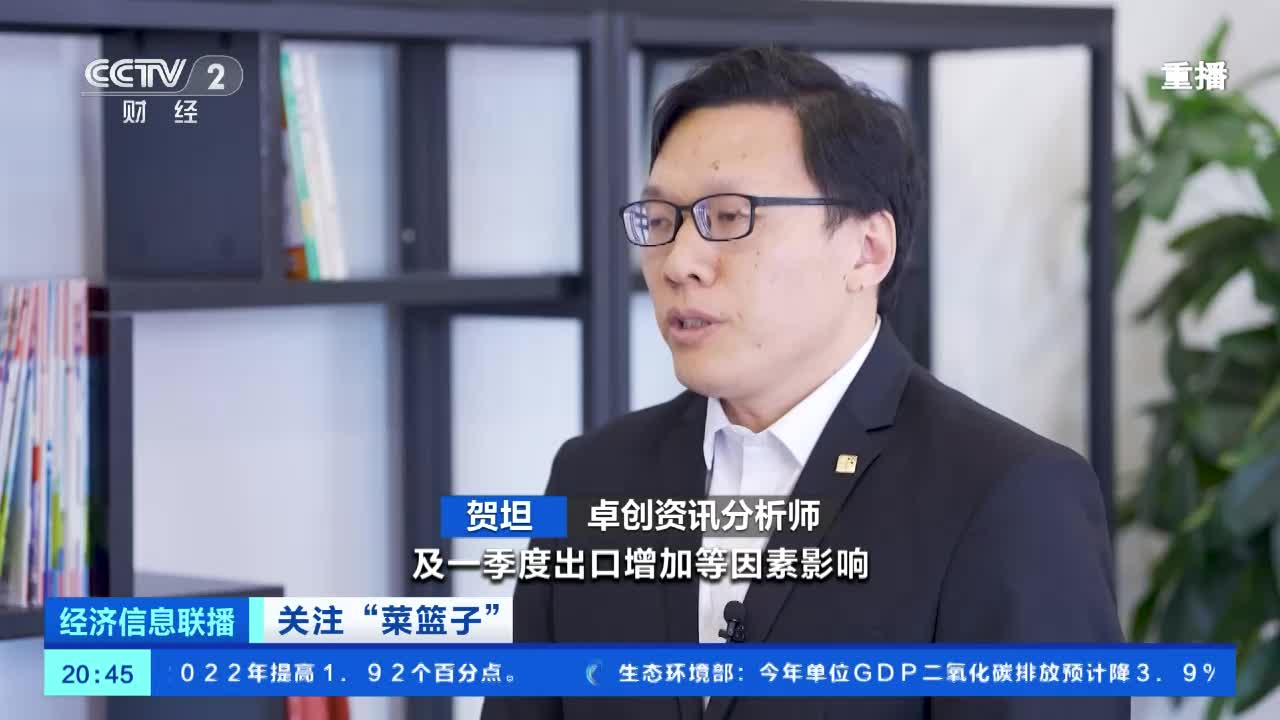 CCTV 2
财经
重播
贺坦 卓创资讯分析师
及一季度出口增加等因素影响
经济信息联播 关注“菜篮子”
20:45 022年提高1.92个百分点。 生态环境部：今年单位GDP二氧化碳排放预计降3.9%